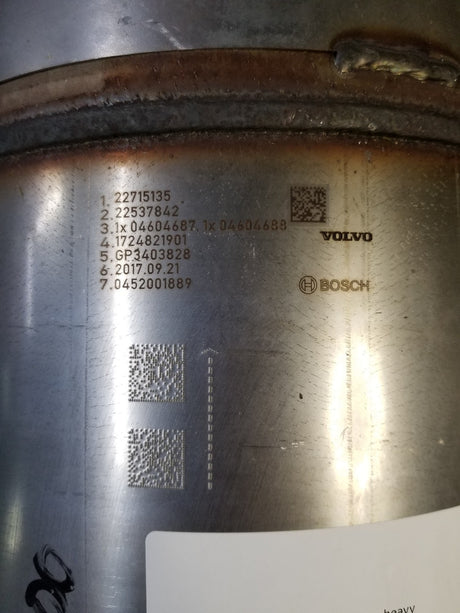 1. 22715135
2. 22537842
3. 1x 04604687, 1x 04604688
4. 1724821901
5. GP3403828
6. 2017.09.21
7. 0452001889
VOLVO
BOSCH
heavy